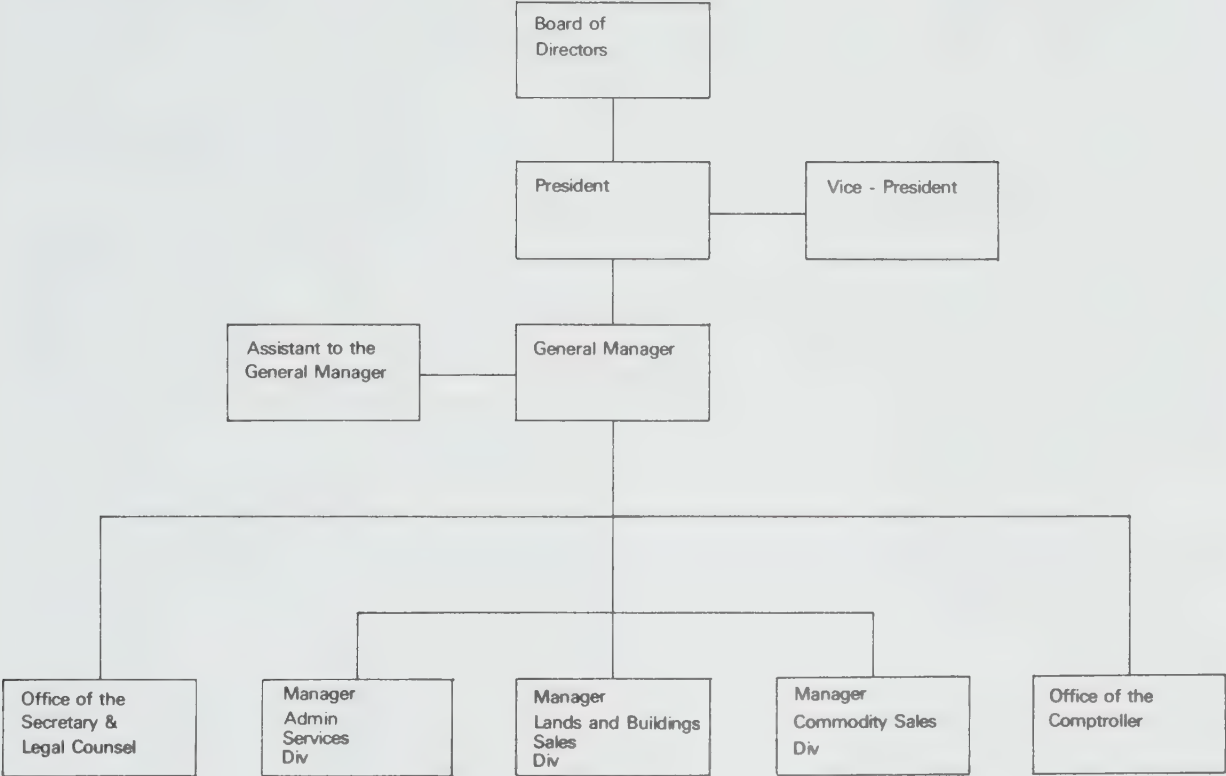 Board of
Directors
President
Vice - President
Assistant to the
General Manager
General Manager
Office of the
Secretary &
Legal Counsel
Manager
Admin
Services
Div
Manager
Lands and Buildings
Sales
Div
Manager
Commodity Sales
Div
Office of the
Comptroller